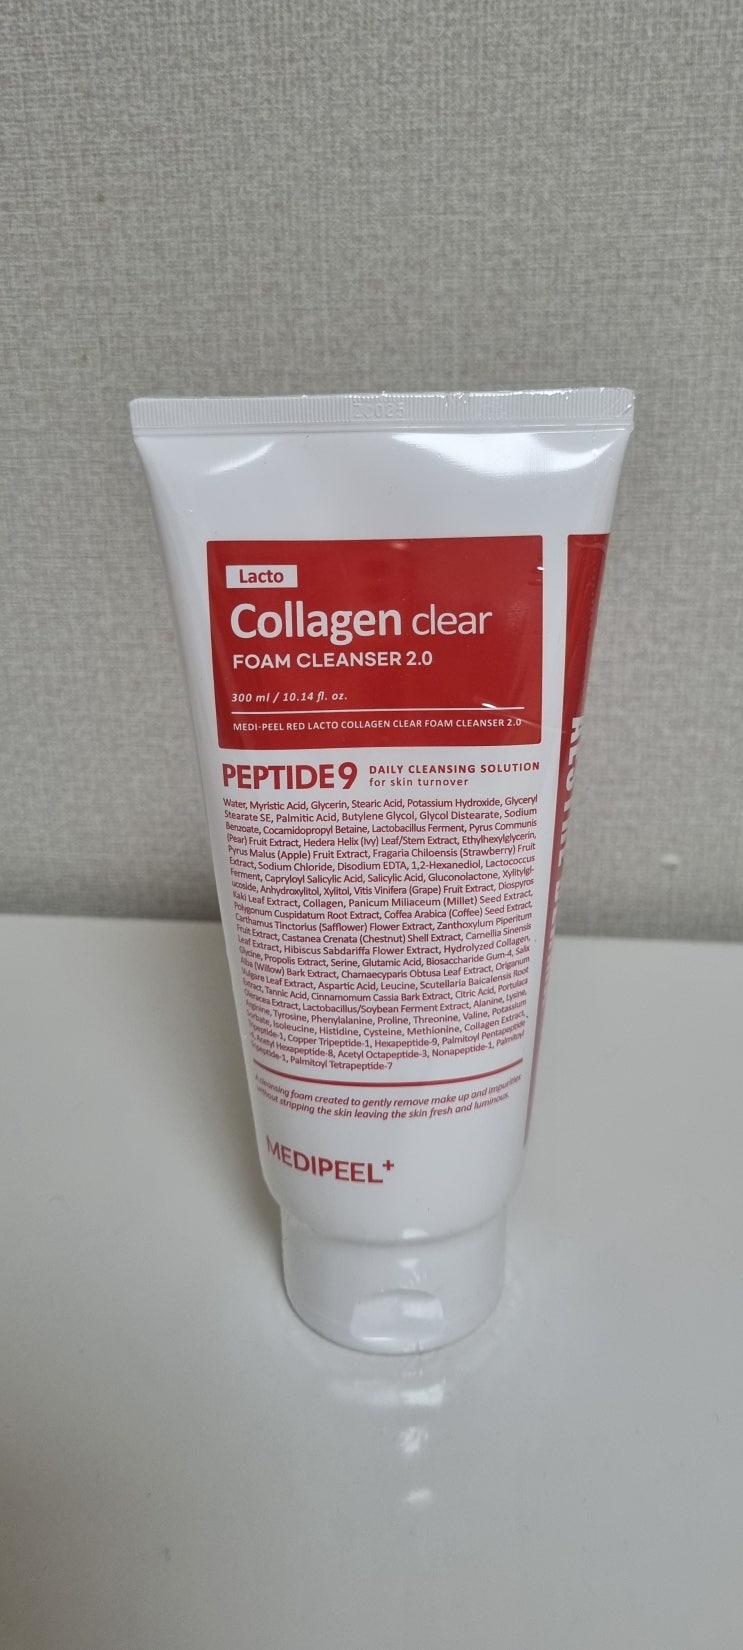 Lacto
Collagen clear
FOAM CLEANSER 2.0
300 ml / 10.14 fl. oz.
MEDI-PEEL RED LACTO COLLAGEN CLEAR FOAM CLEANSER 2.0
PEPTIDE 9 DAILY CLEANSING SOLUTION
for skin turnover
Water, Myristic Acid, Glycerin, Stearic Acid, Potassium Hydroxide, Glyceryl
Stearate SE, Palmitic Acid, Butylene Glycol, Glycol Distearate, Sodium
Benzoate, Cocamidopropyl Betaine, Lactobacillus Ferment, Pyrus Communis
(Pear) Fruit Extract, Hedera Helix (Ivy) Leaf/Stem Extract, Ethylhexylglycerin,
Pyrus Malus (Apple) Fruit Extract, Fragaria Chiloensis (Strawberry) Fruit
Extract, Sodium Chloride, Disodium EDTA, 1,2-Hexanediol, Lactococcus
Ferment, Capryloyl Salicylic Acid, Salicylic Acid, Gluconolactone, Xylitylgl-
ucoside, Anhydroxylitol, Xylitol, Vitis Vinifera (Grape) Fruit Extract, Diospyros
Kaki Leaf Extract, Collagen, Panicum Miliaceum (Millet) Seed Extract,
Polygonum Cuspidatum Root Extract, Coffea Arabica (Coffee) Seed Extract,
Carthamus Tinctorius (Safflower) Flower Extract, Zanthoxylum Piperitum
Fruit Extract, Castanea Crenata (Chestnut) Shell Extract, Camellia Sinensis
Leaf Extract, Hibiscus Sabdariffa Flower Extract, Hydrolyzed Collagen,
Glycine, Propolis Extract, Serine, Glutamic Acid, Biosaccharide Gum-4, Salix
Alba (Willow) Bark Extract, Chamaecyparis Obtusa Leaf Extract, Origanum
Vulgare Leaf Extract, Aspartic Acid, Leucine, Scutellaria Baicalensis Root
Extract, Tannic Acid, Cinnamomum Cassia Bark Extract, Citric Acid, Portulaca
Oleracea Extract, Lactobacillus/Soybean Ferment Extract, Alanine, Lysine,
Arginine, Tyrosine, Phenylalanine, Proline, Threonine, Valine, Potassium
Sorbate, Isoleucine, Histidine, Cysteine, Methionine, Collagen Extract,
Tripeptide-1, Copper Tripeptide-1, Hexapeptide-9, Palmitoyl Pentapeptide-
4, Acetyl Hexapeptide-8, Acetyl Octapeptide-3, Nonapeptide-1, Palmitoyl
Tripeptide-1, Palmitoyl Tetrapeptide-7
A cleansing foam created to gently remove make up and impurities
without stripping the skin leaving the skin fresh and luminous.
MEDIPEEL+